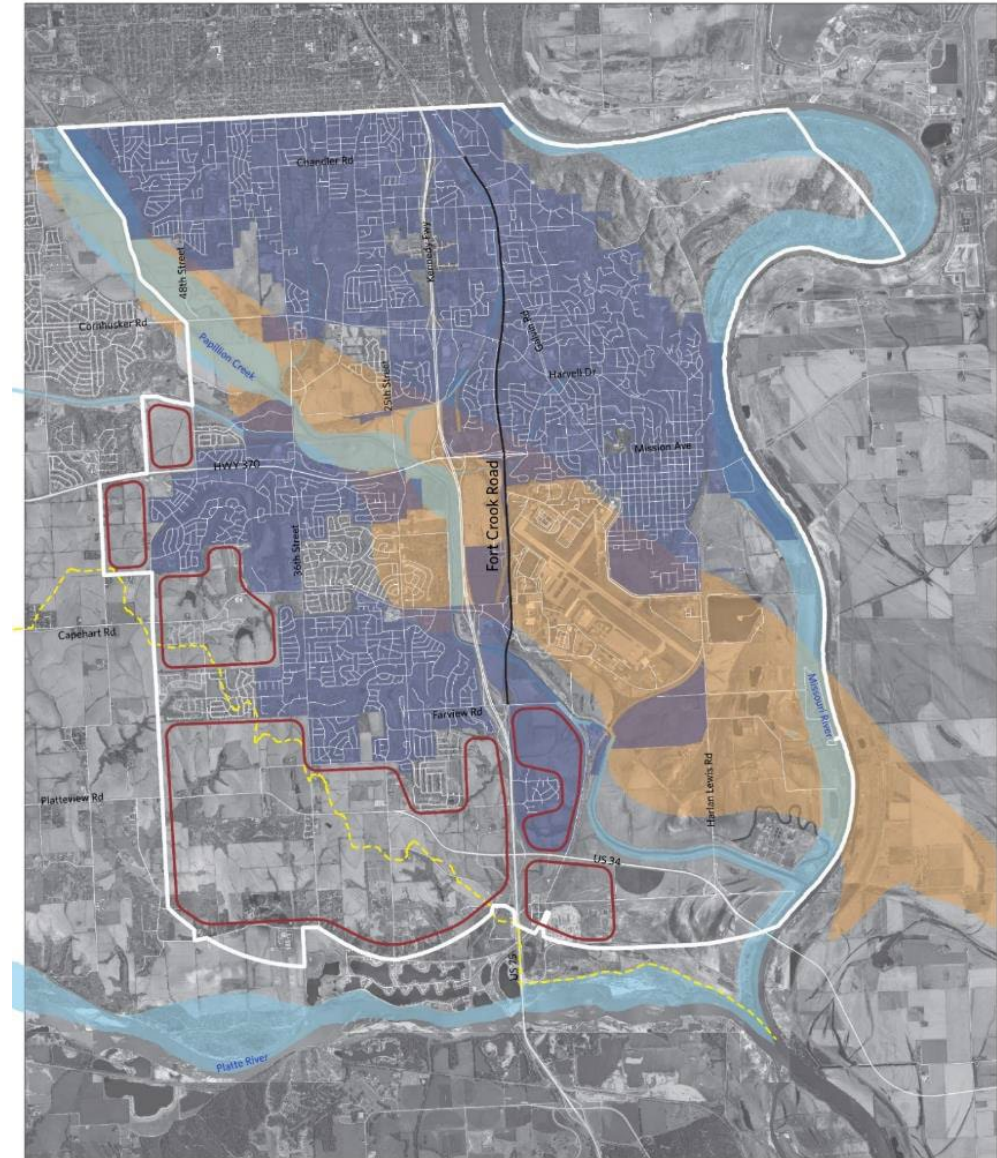 Chandler Rd
Kennedy Fwy
48th Street
Cornhusker Rd
Papillion Creek
Galvin Rd
25th Street
Harvell Dr
Mission Ave
HWY 370
Fort Crook Road
36th Street
Capehart Rd
Missouri River
Farview Rd
Harlan Lewis Rd
Platteview Rd
US 34
US 75
Platte River